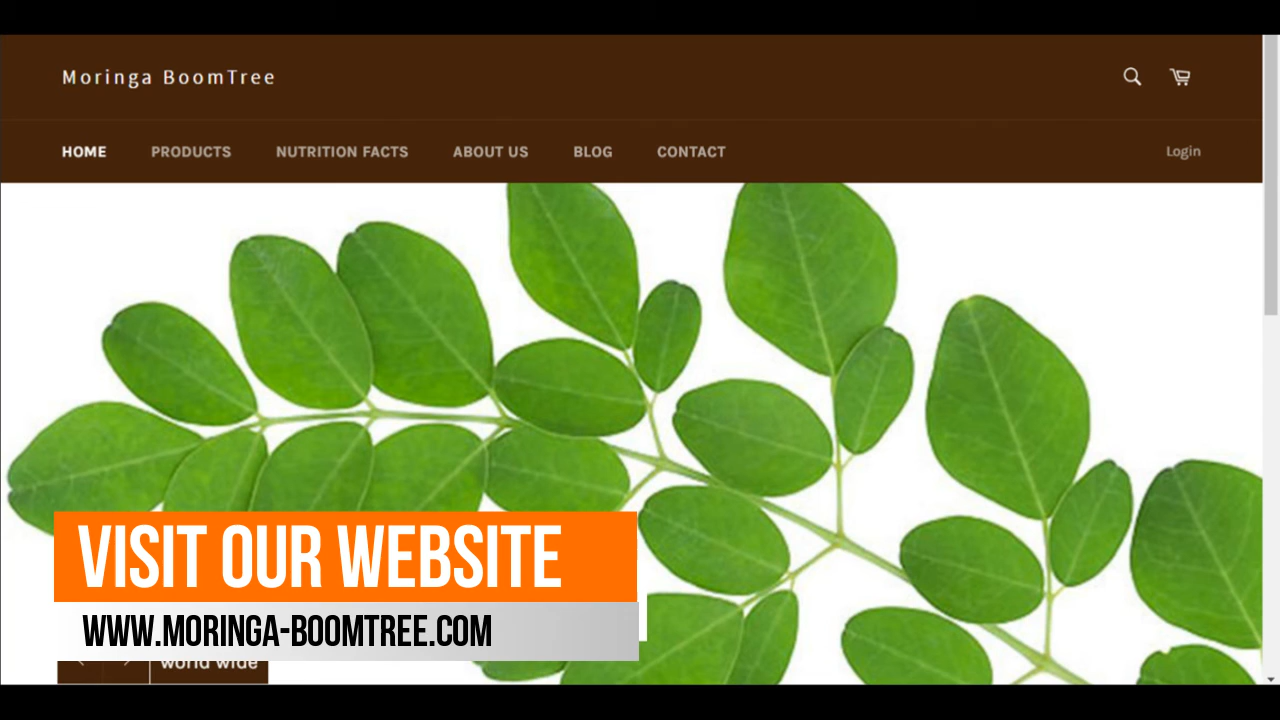 Moringa BoomTree
HOME PRODUCTS NUTRITION FACTS ABOUT US BLOG CONTACT Login
VISIT OUR WEBSITE
WWW.MORINGA-BOOMTREE.COM
world wide